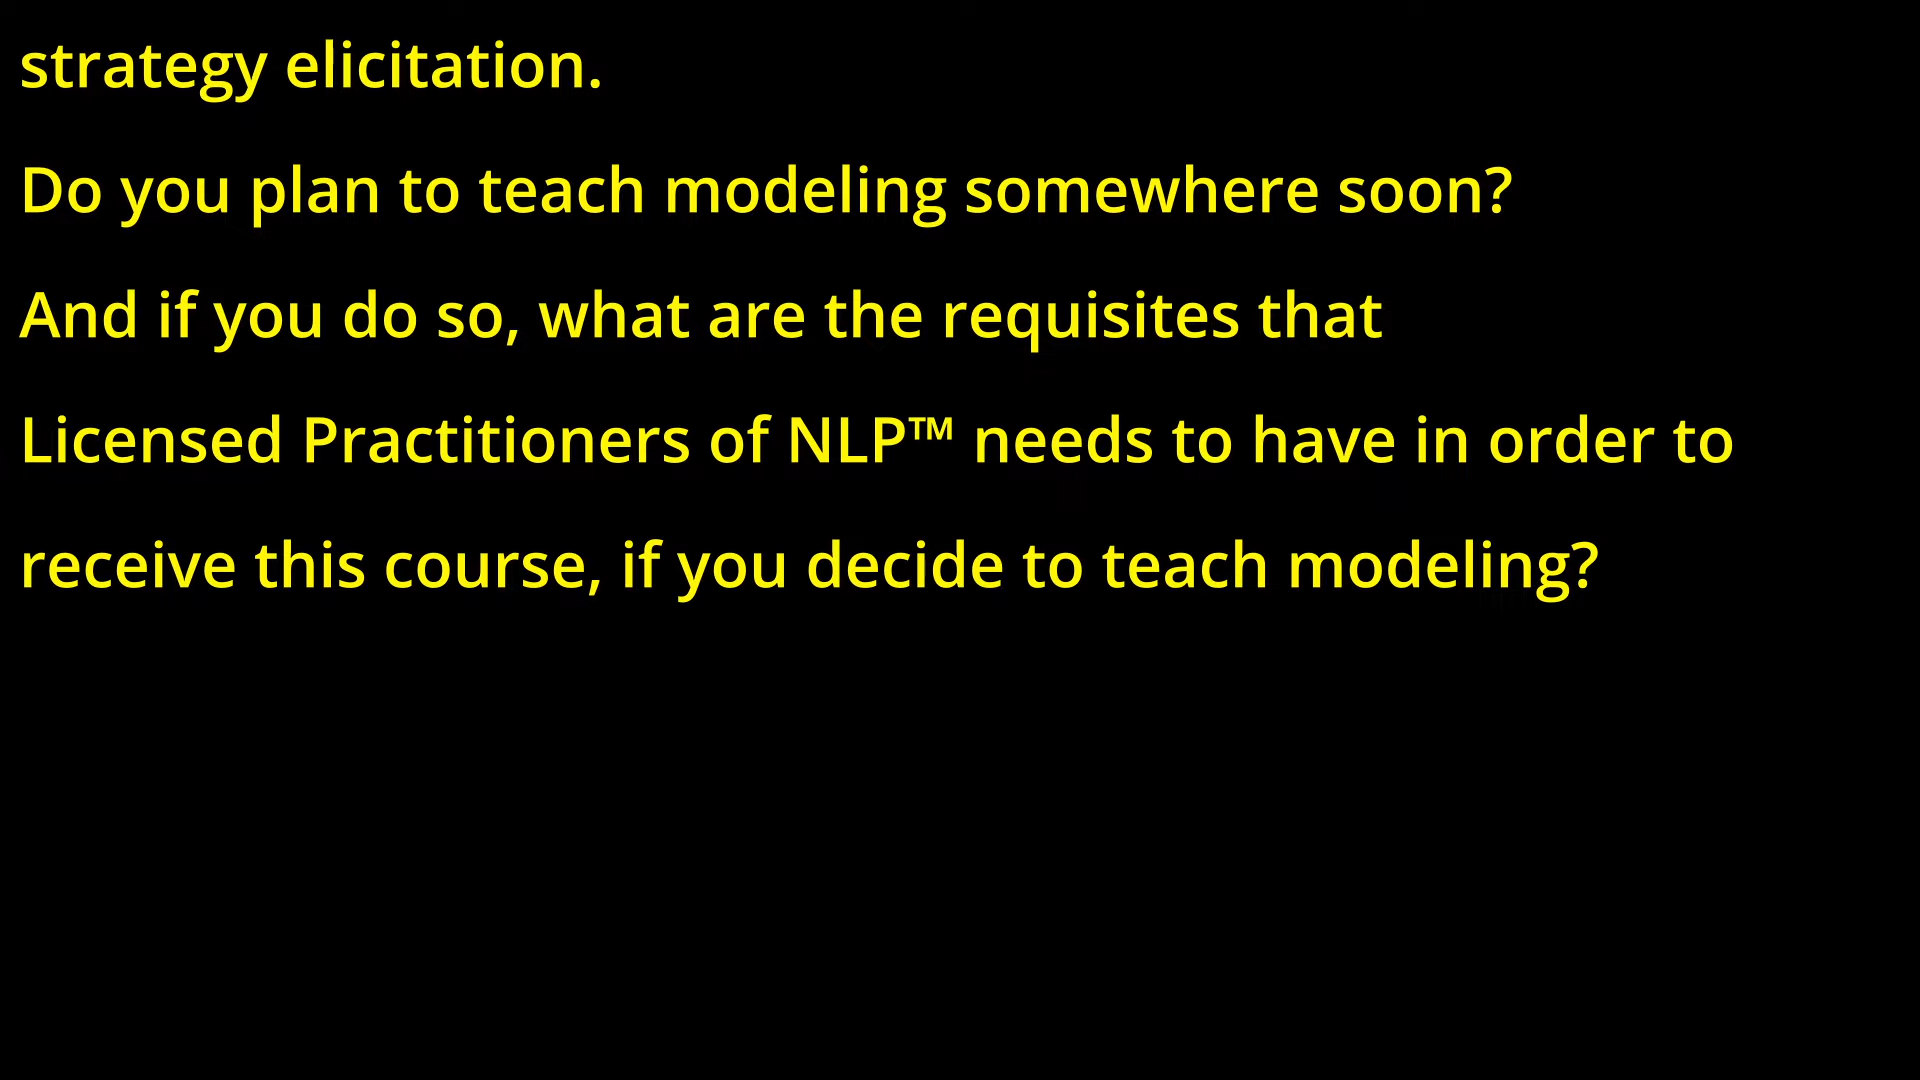 strategy elicitation.
Do you plan to teach modeling somewhere soon?
And if you do so, what are the requisites that
Licensed Practitioners of NLP™ needs to have in order to
receive this course, if you decide to teach modeling?